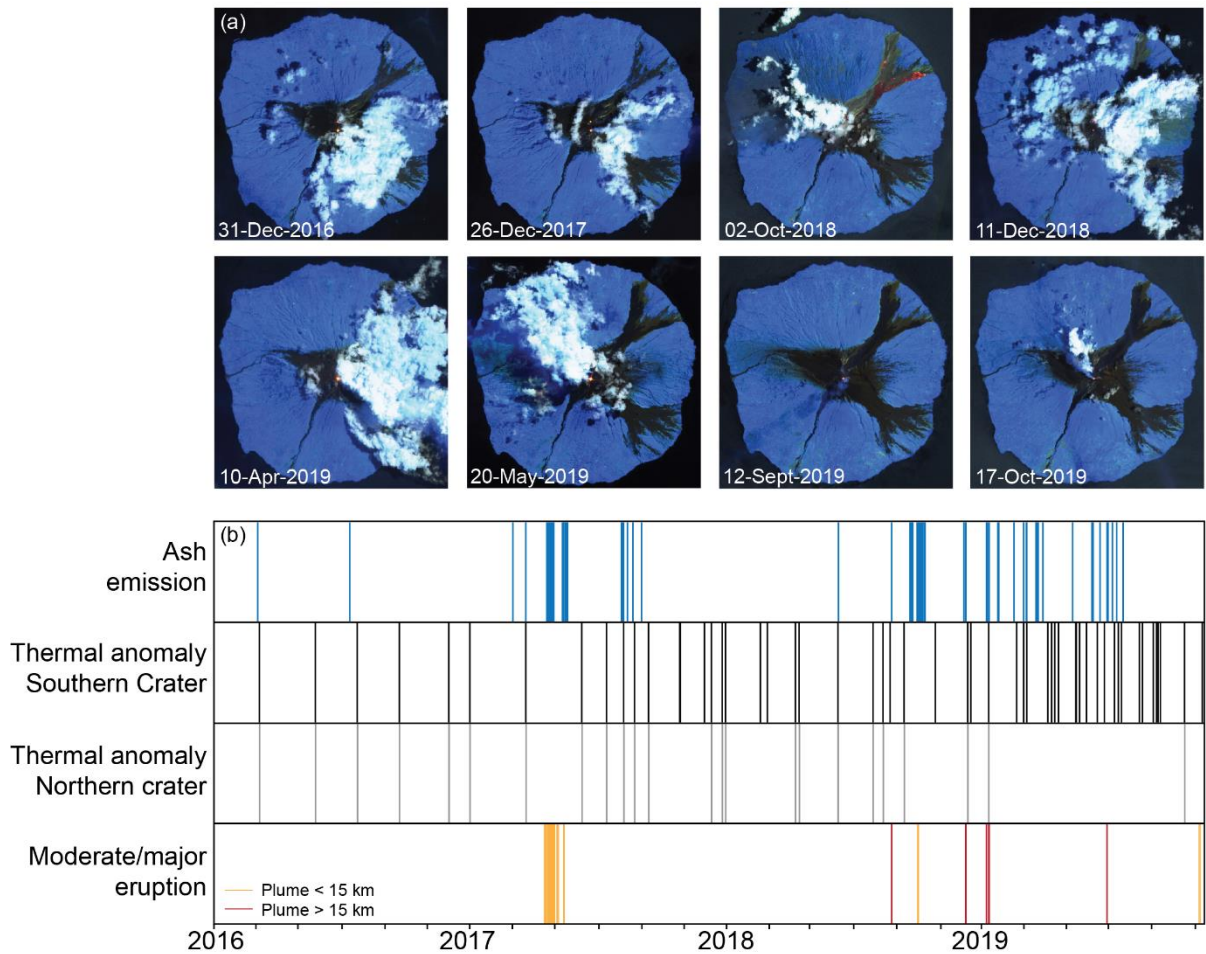 (a)
31-Dec-2016
26-Dec-2017
02-Oct-2018
11-Dec-2018
10-Apr-2019
20-May-2019
12-Sept-2019
17-Oct-2019
(b)
Ash
emission
Thermal anomaly
Southern Crater
Thermal anomaly
Northern crater
Moderate/major
eruption
Plume < 15 km
Plume > 15 km
2016
2017
2018
2019